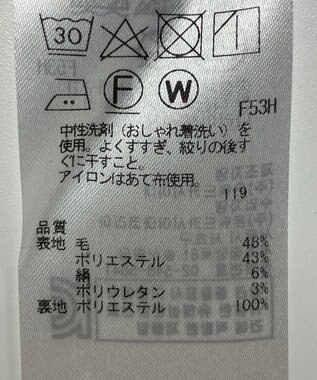 30
F W
F53H
中性洗剤（おしゃれ着洗い）を
使用。よくすすぎ、絞りの後す
ぐに干すこと。
アイロンはあて布使用。
119
品質
表地 毛 48%
ポリエステル 43%
絹 6%
ポリウレタン 3%
裏地 ポリエステル 100%